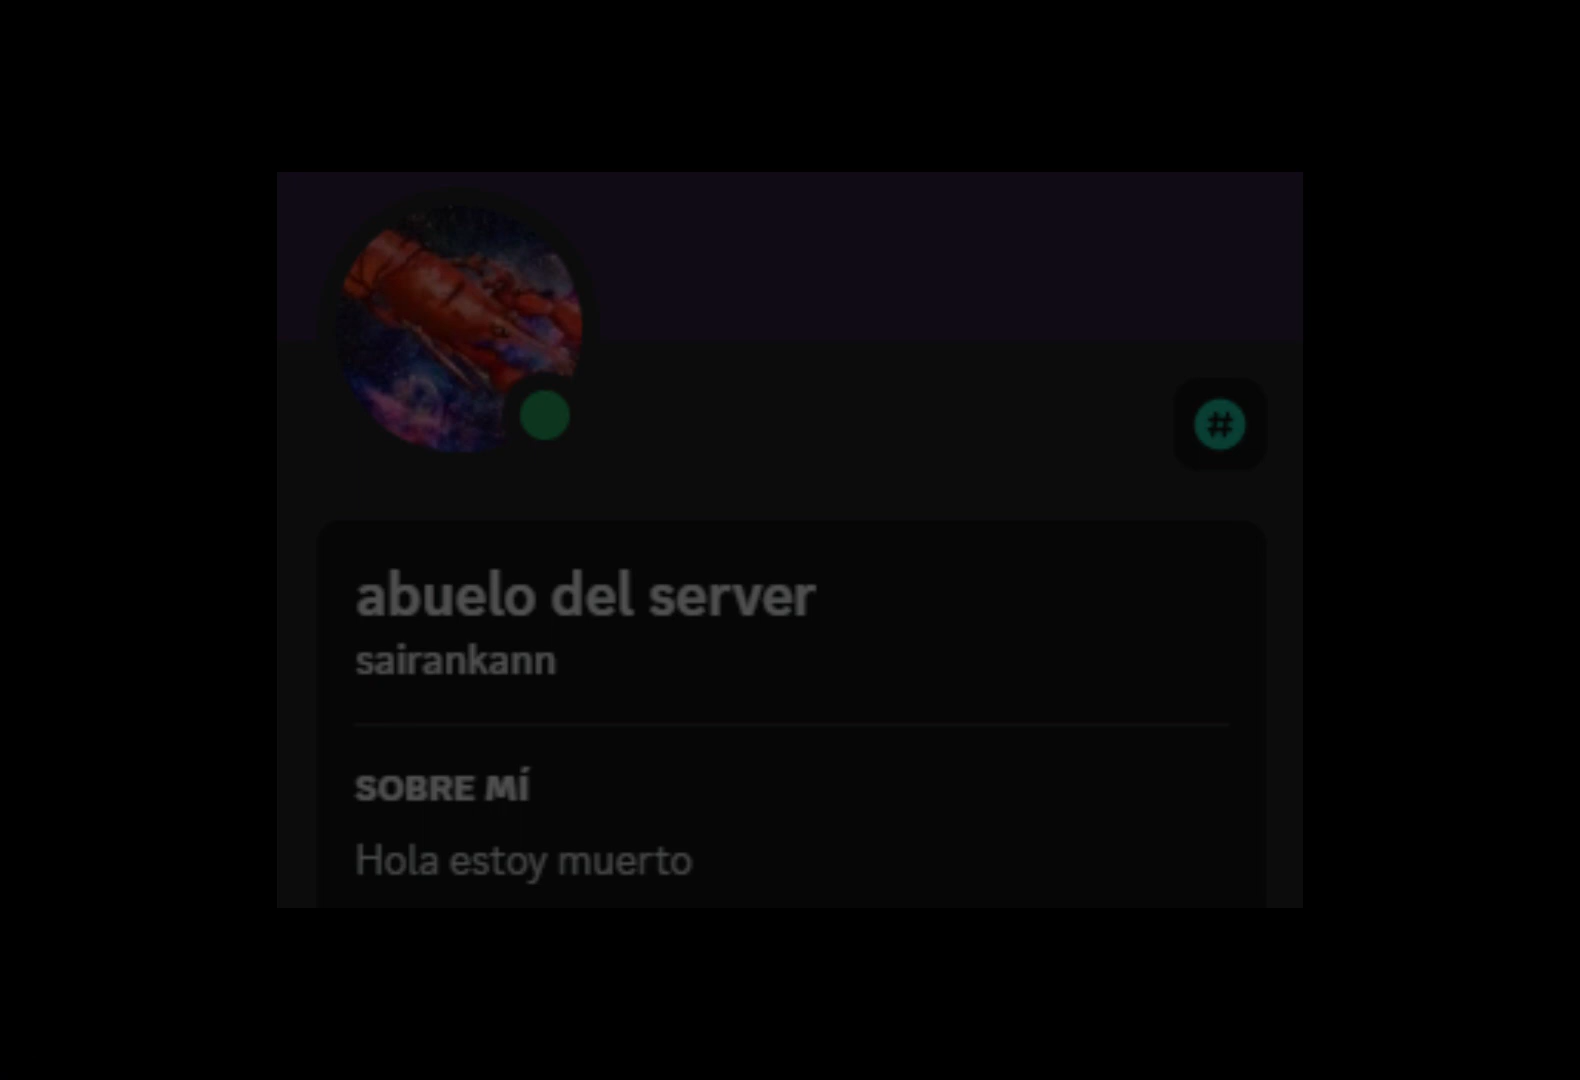 #
abuelo del server
sairankann
SOBRE MÍ
Hola estoy muerto